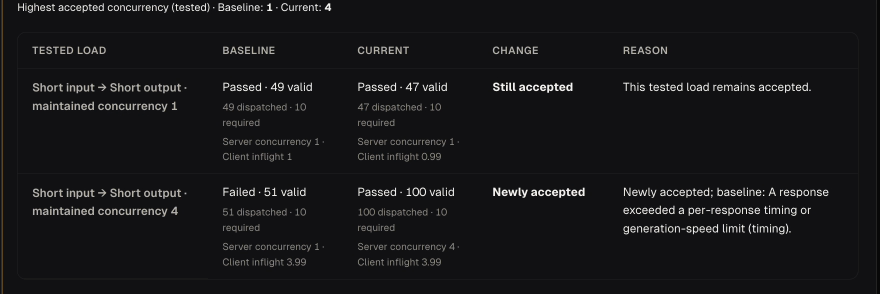 Highest accepted concurrency (tested) · Baseline: 1 · Current: 4
TESTED LOAD
BASELINE
CURRENT
CHANGE
REASON
Short input → Short output ·
maintained concurrency 1
Passed · 49 valid
49 dispatched · 10
required
Server concurrency 1 ·
Client inflight 1
Passed · 47 valid
47 dispatched · 10
required
Server concurrency 1 ·
Client inflight 0.99
Still accepted
This tested load remains accepted.
Short input → Short output ·
maintained concurrency 4
Failed · 51 valid
51 dispatched · 10
required
Server concurrency 1 ·
Client inflight 3.99
Passed · 100 valid
100 dispatched · 10
required
Server concurrency 4 ·
Client inflight 3.99
Newly accepted
Newly accepted; baseline: A response
exceeded a per-response timing or
generation-speed limit (timing).